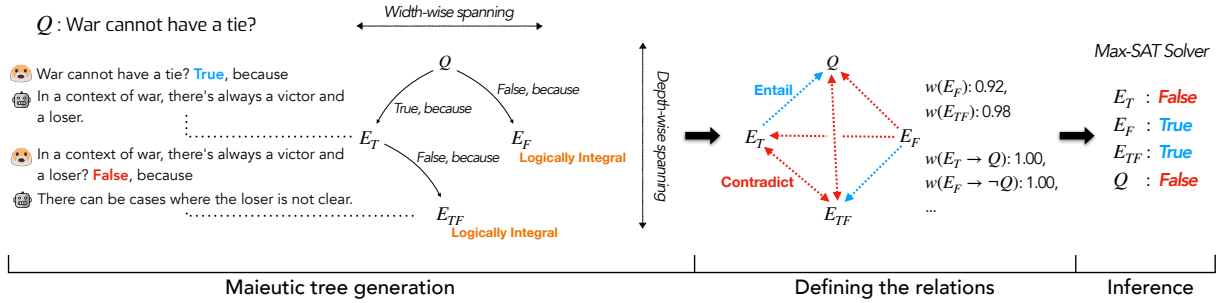 Q : War cannot have a tie?
War cannot have a tie? True, because
In a context of war, there's always a victor and
a loser.
In a context of war, there's always a victor and
a loser? False, because
There can be cases where the loser is not clear.
Width-wise spanning
Q
True, because
False, because
E_T
E_F
Logically Integral
False, because
E_TF
Logically Integral
Depth-wise spanning
Maieutic tree generation
Q
Entail
E_T
E_F
Contradict
E_TF
w(E_F): 0.92,
w(E_TF): 0.98
w(E_T → Q): 1.00,
w(E_F → ¬Q): 1.00,
...
Defining the relations
Max-SAT Solver
E_T : False
E_F : True
E_TF : True
Q : False
Inference